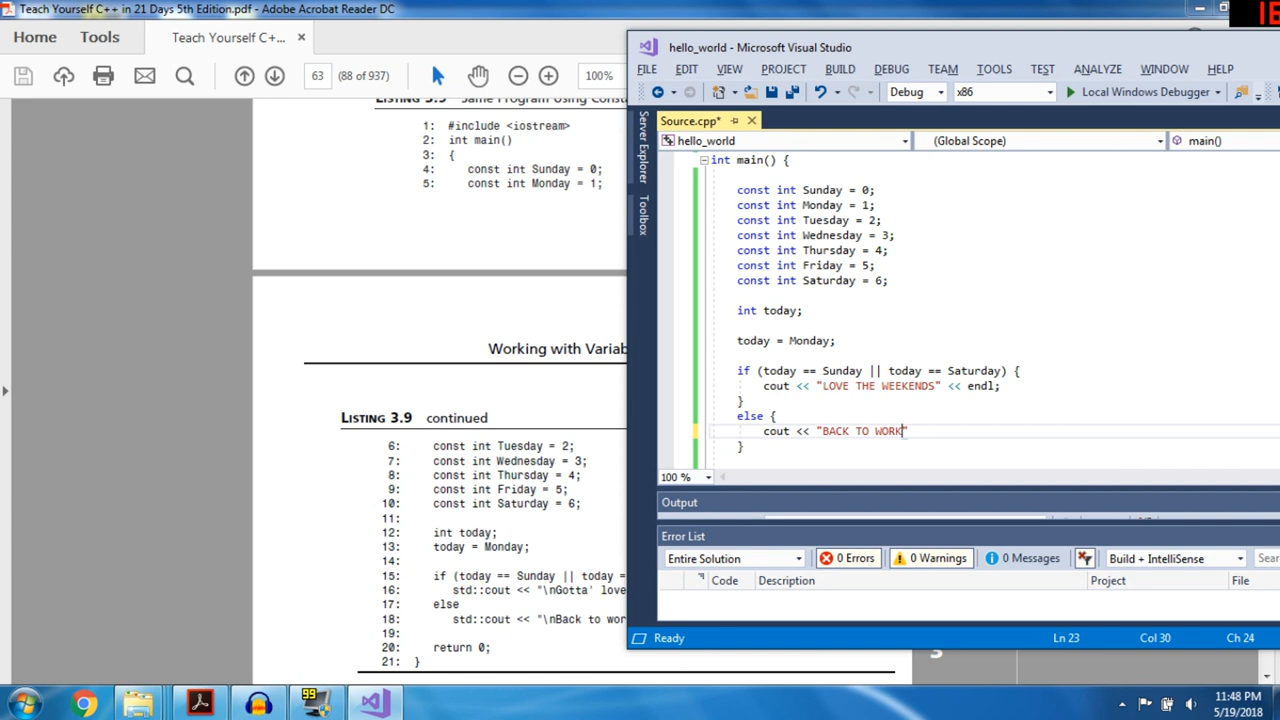 Teach Yourself C++ in 21 Days 5th Edition.pdf - Adobe Acrobat Reader DC
Home Tools Teach Yourself C+... ×
63 (88 of 937) 100%
1: #include <iostream>
2: int main()
3: {
4: const int Sunday = 0;
5: const int Monday = 1;
Working with Variab
LISTING 3.9 continued
6: const int Tuesday = 2;
7: const int Wednesday = 3;
8: const int Thursday = 4;
9: const int Friday = 5;
10: const int Saturday = 6;
11:
12: int today;
13: today = Monday;
14:
15: if (today == Sunday || today =
16: std::cout << "\nGotta' love
17: else
18: std::cout << "\nBack to wor
19:
20: return 0;
21: }
hello_world - Microsoft Visual Studio
FILE EDIT VIEW PROJECT BUILD DEBUG TEAM TOOLS TEST ANALYZE WINDOW HELP
Debug x86 Local Windows Debugger
Server Explorer
Toolbox
Source.cpp*
hello_world (Global Scope) main()
int main() {
const int Sunday = 0;
const int Monday = 1;
const int Tuesday = 2;
const int Wednesday = 3;
const int Thursday = 4;
const int Friday = 5;
const int Saturday = 6;
int today;
today = Monday;
if (today == Sunday || today == Saturday) {
cout << "LOVE THE WEEKENDS" << endl;
}
else {
cout << "BACK TO WORK"
}
100 %
Output
Error List
Entire Solution 0 Errors 0 Warnings 0 Messages Build + IntelliSense Sear
Code Description Project File
Ready Ln 23 Col 30 Ch 24
3
99
11:48 PM
5/19/2018